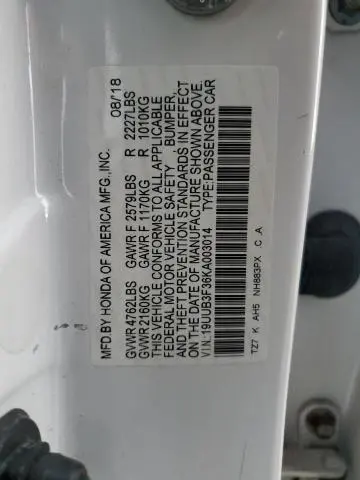 MFD. BY HONDA OF AMERICA MFG., INC. 08/18
GVWR 4762LBS GAWR F 2579LBS R 2227LBS
GVWR 2160KG GAWR F 1170KG R 1010KG
THIS VEHICLE CONFORMS TO ALL APPLICABLE
FEDERAL MOTOR VEHICLE SAFETY BUMPER,
AND THEFT PREVENTION STANDARDS IN EFFECT
ON THE DATE OF MANUFACTURE SHOWN ABOVE.
V.I.N.:19UUB3F36KA003014 TYPE:PASSENGER CAR
TZ7 K AH5 NH883PX C A